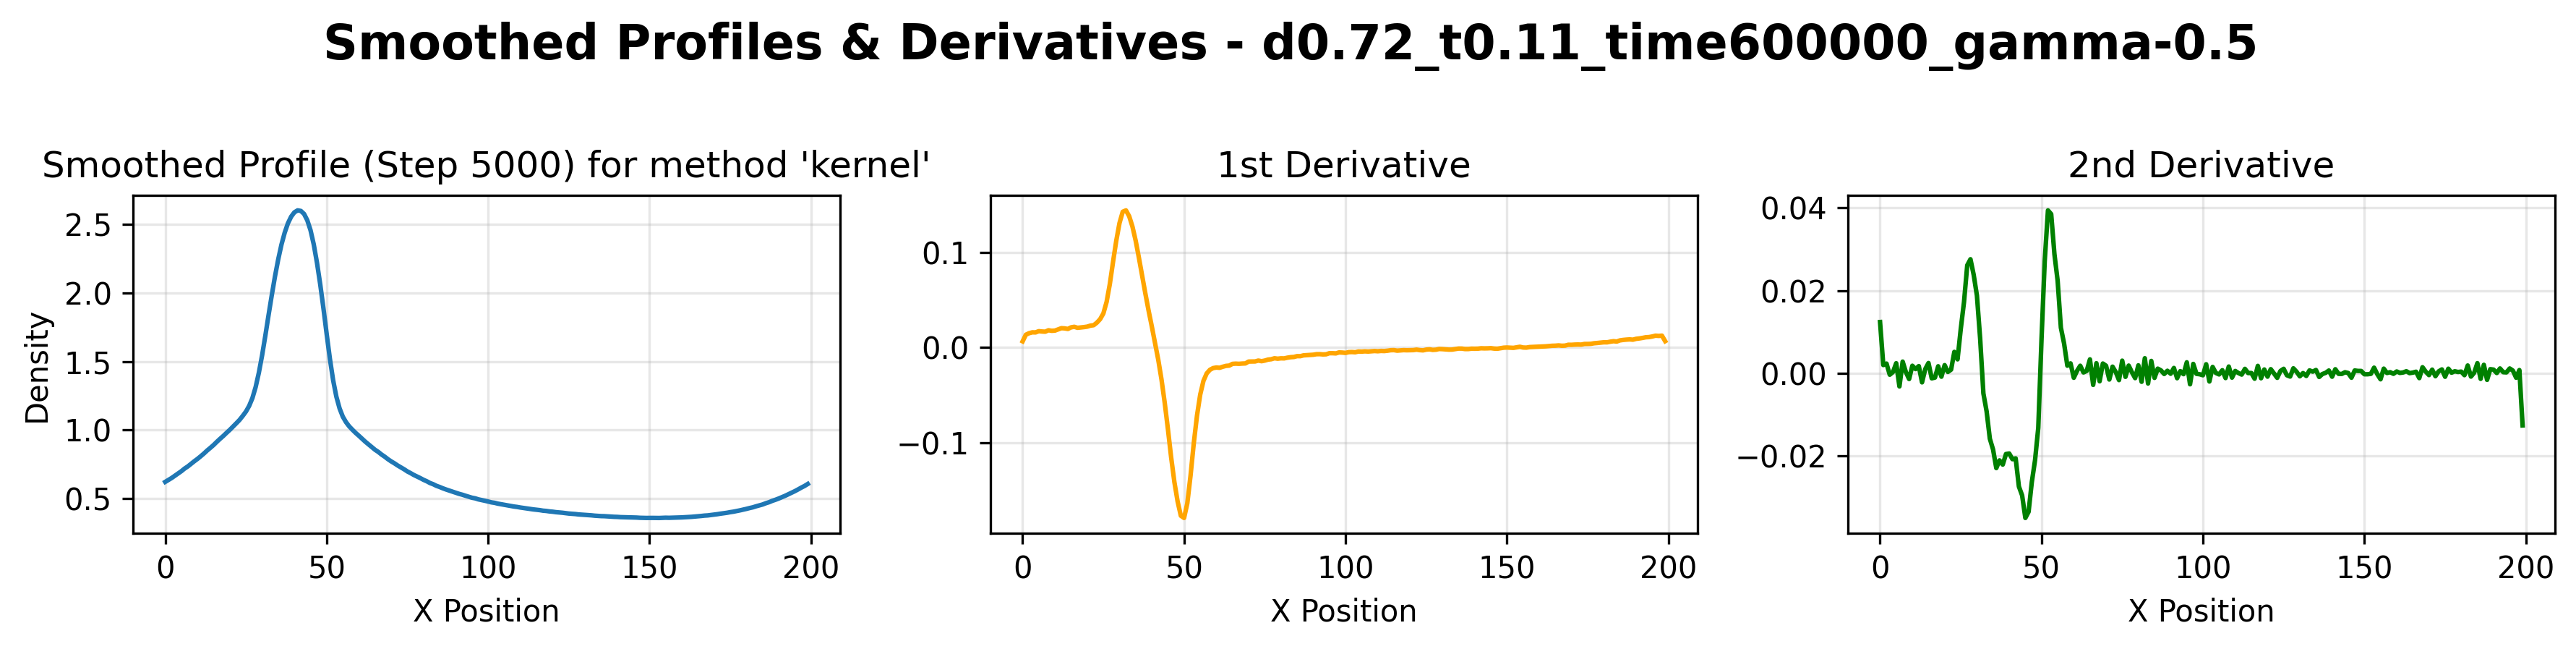 Smoothed Profiles & Derivatives - d0.72_t0.11_time600000_gamma-0.5
Smoothed Profile (Step 5000) for method 'kernel'
Density
2.5
2.0
1.5
1.0
0.5
0 50 100 150 200
X Position
1st Derivative
0.1
0.0
−0.1
0 50 100 150 200
X Position
2nd Derivative
0.04
0.02
0.00
−0.02
0 50 100 150 200
X Position